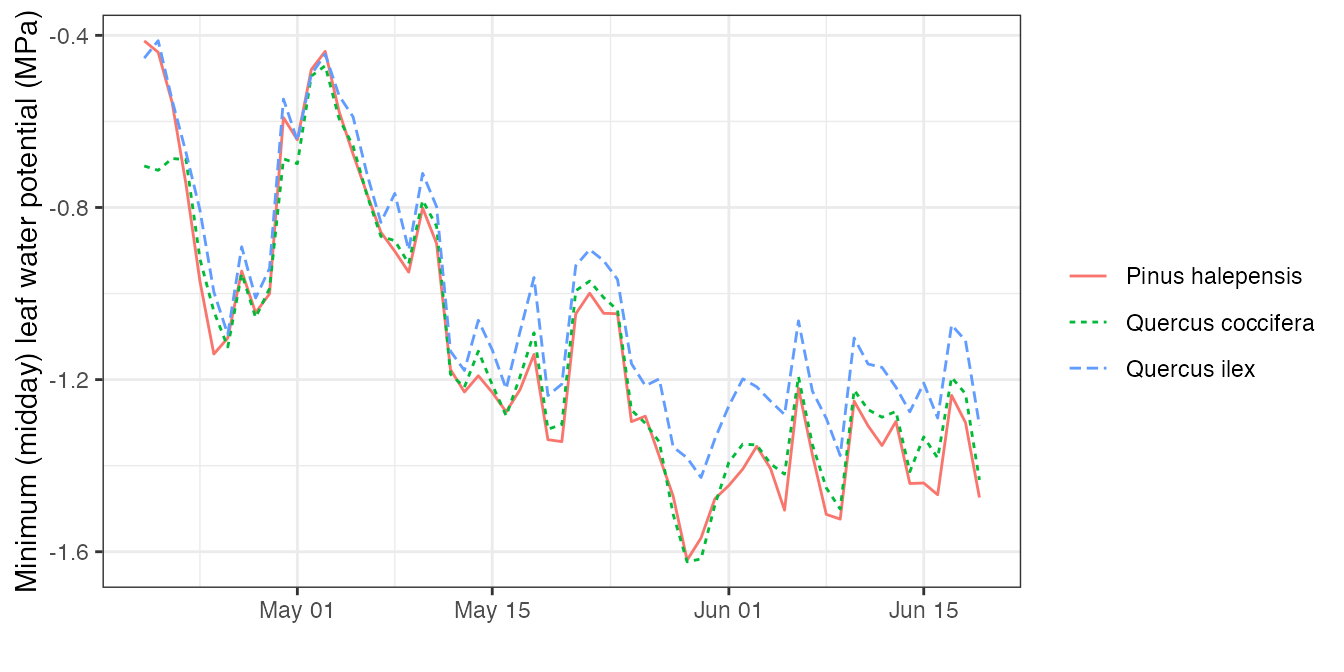 Minimum (midday) leaf water potential (MPa)
-0.4
-0.8
-1.2
-1.6
May 01
May 15
Jun 01
Jun 15
Pinus halepensis
Quercus coccifera
Quercus ilex